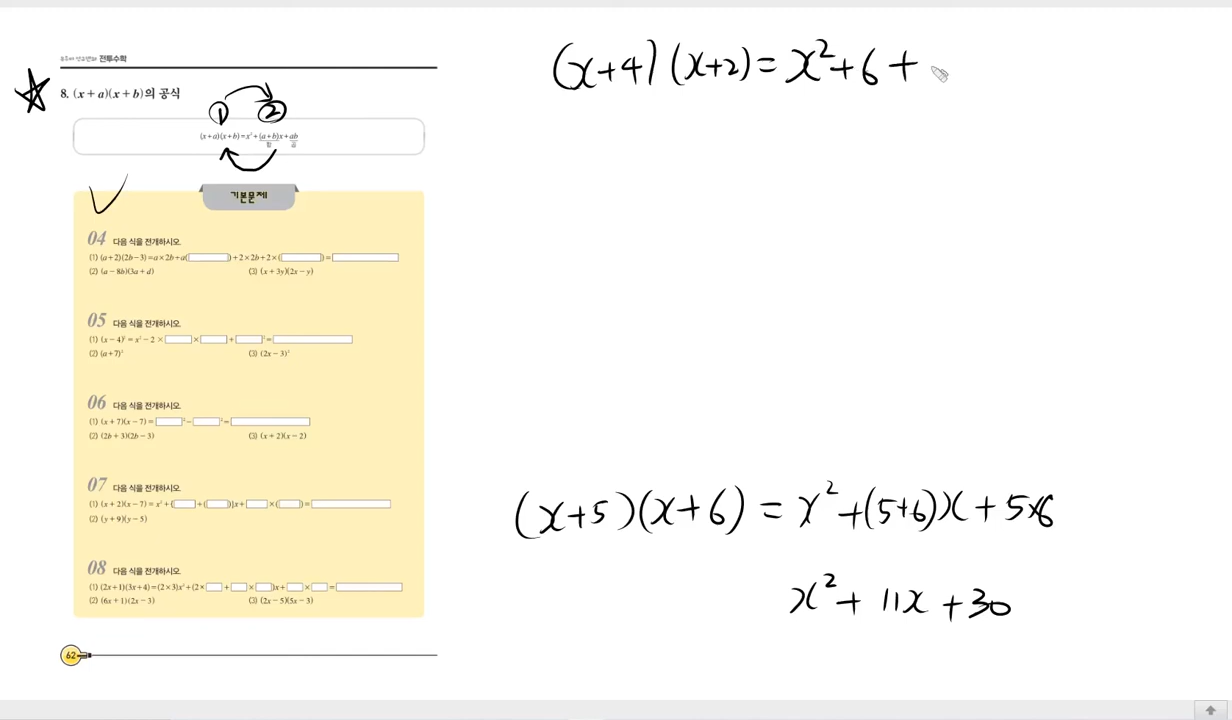 전투수학
8. (x + a)(x + b)의 공식
① ②
(x+a)(x+b)=x²+(a+b)x+ab
합 곱
기본문제
04 다음 식을 전개하시오.
(1) (a+2)(2b-3)=a×2b+a( )+2×2b+2×( )=
(2) (a-8b)(3a+d) (3) (x+3y)(2x-y)
05 다음 식을 전개하시오.
(1) (x-4)²=x²-2× × + ²=
(2) (a+7)² (3) (2x-3)²
06 다음 식을 전개하시오.
(1) (x+7)(x-7)= ²- ²=
(2) (2b+3)(2b-3) (3) (x+2)(x-2)
07 다음 식을 전개하시오.
(1) (x+2)(x-7)=x²+{ +( )}x+ ×( )=
(2) (y+9)(y-5)
08 다음 식을 전개하시오.
(1) (2x+1)(3x+4)=(2×3)x²+(2× + × )x+ × =
(2) (6x+1)(2x-3) (3) (2x-5)(5x-3)
62
(x+4)(x+2)=x²+6+
(x+5)(x+6)=x²+(5+6)x+5×6
x²+11x+30